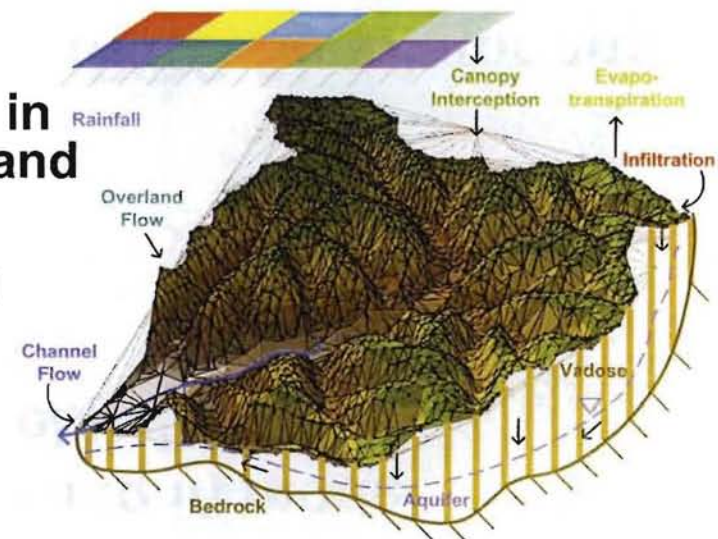 in
and
Rainfall
Canopy
Interception
Evapo-
transpiration
Infiltration
Overland
Flow
Channel
Flow
Vadose
Aquifer
Bedrock